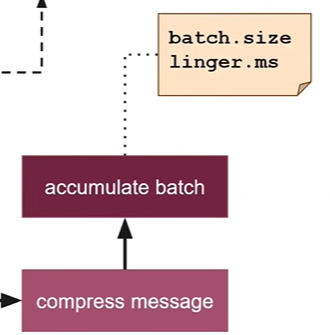 batch.size
linger.ms
accumulate batch
compress message